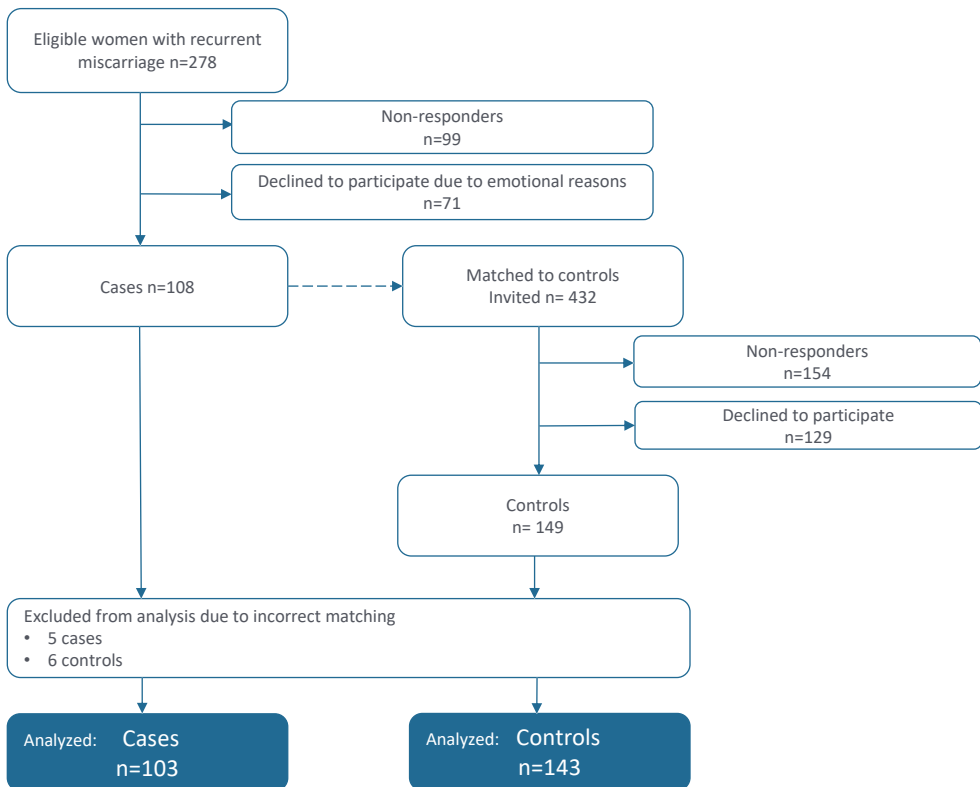 Eligible women with recurrent
miscarriage n=278
Non-responders
n=99
Declined to participate due to emotional reasons
n=71
Cases n=108
Matched to controls
Invited n= 432
Non-responders
n=154
Declined to participate
n=129
Controls
n= 149
Excluded from analysis due to incorrect matching
• 5 cases
• 6 controls
Analyzed: Cases
n=103
Analyzed: Controls
n=143